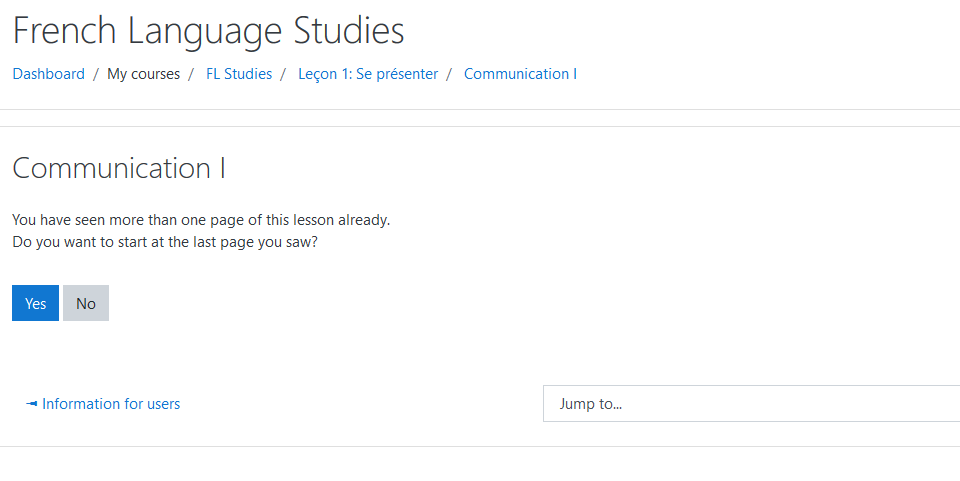 French Language Studies
Dashboard / My courses / FL Studies / Leçon 1: Se présenter / Communication I
Communication I
You have seen more than one page of this lesson already.
Do you want to start at the last page you saw?
Yes No
◄ Information for users Jump to...